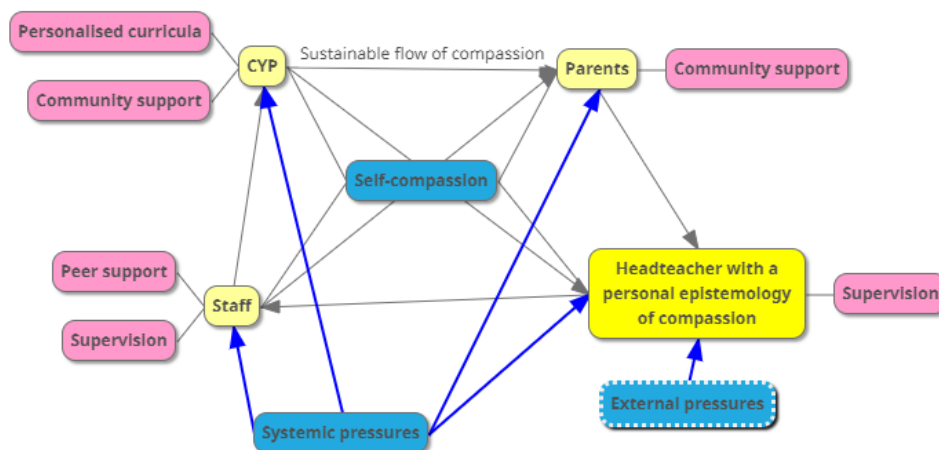 Personalised curricula
CYP
Sustainable flow of compassion
Parents
Community support
Community support
Self-compassion
Peer support
Staff
Supervision
Headteacher with a
personal epistemology
of compassion
Supervision
External pressures
Systemic pressures